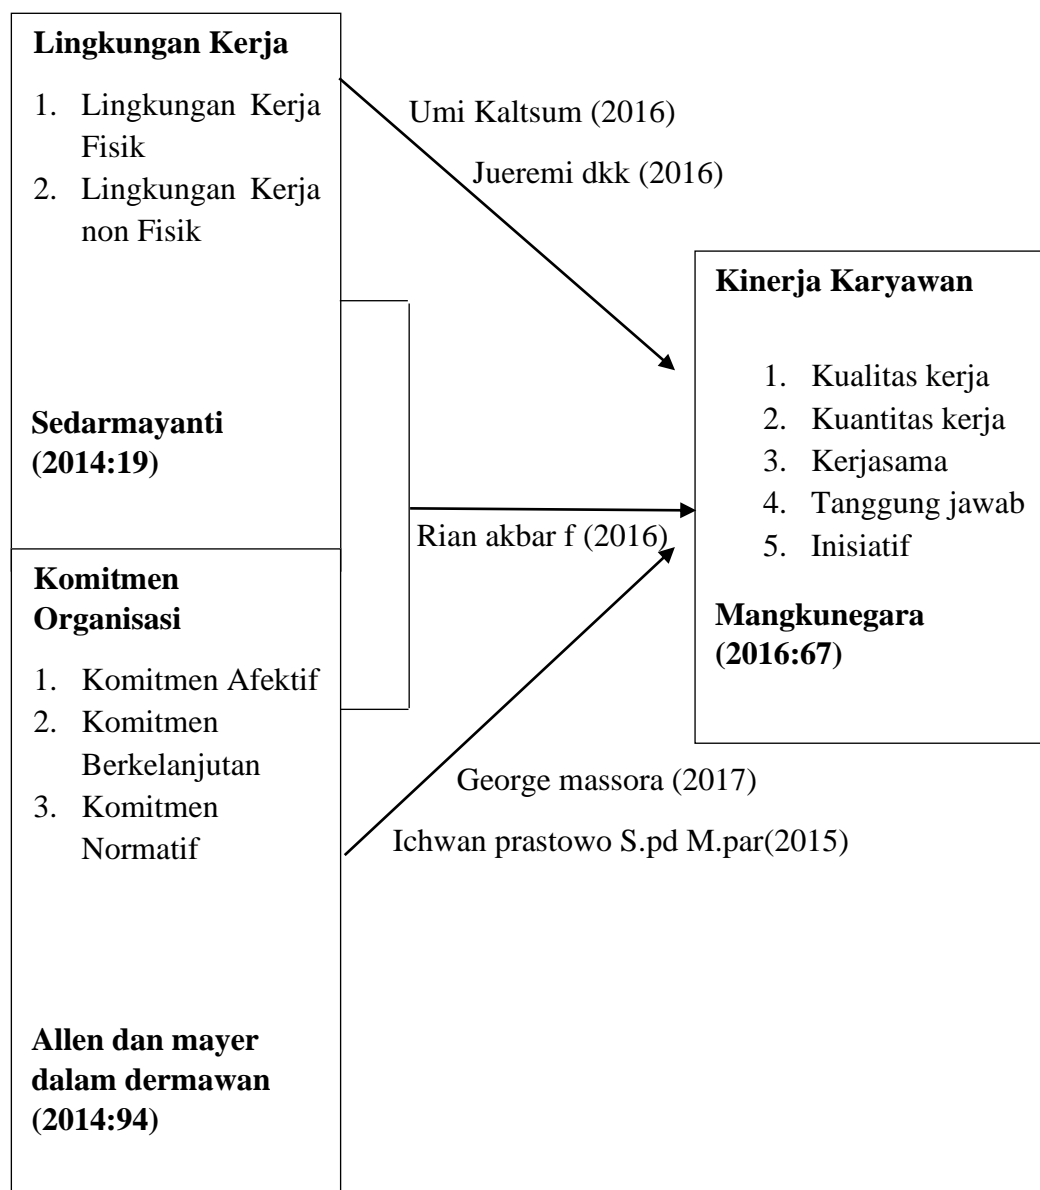 Lingkungan Kerja
1. Lingkungan Kerja
Fisik
2. Lingkungan Kerja
non Fisik
Sedarmayanti
(2014:19)
Umi Kaltsum (2016)
Jueremi dkk (2016)
Kinerja Karyawan
1. Kualitas kerja
2. Kuantitas kerja
3. Kerjasama
4. Tanggung jawab
5. Inisiatif
Mangkunegara
(2016:67)
Rian akbar f (2016)
Komitmen
Organisasi
1. Komitmen Afektif
2. Komitmen
Berkelanjutan
3. Komitmen
Normatif
Allen dan mayer
dalam dermawan
(2014:94)
George massora (2017)
Ichwan prastowo S.pd M.par(2015)